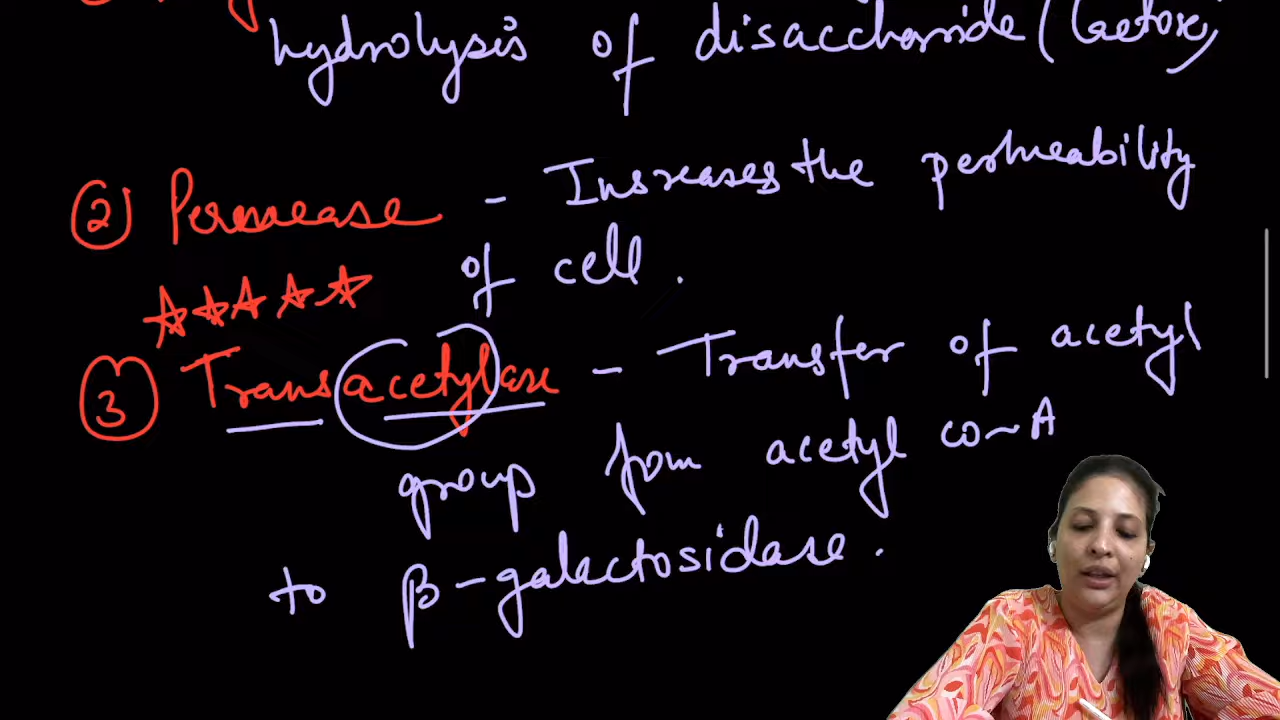 hydrolysis of disaccharide (Lactose)
② Permease - Increases the permeability
of cell.
③ Transacetylase - Transfer of acetyl
group from acetyl co~A
to β-galactosidase.